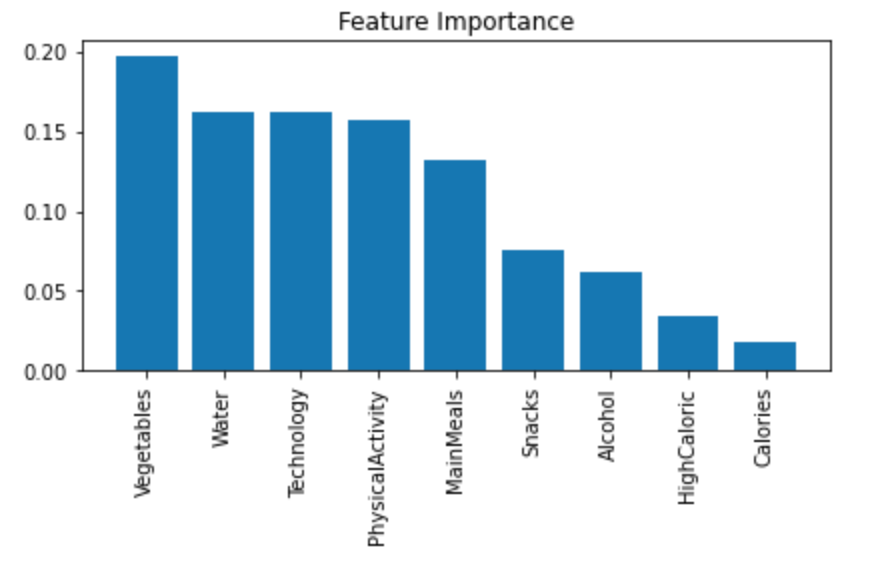 Feature Importance
0.20
0.15
0.10
0.05
0.00
Vegetables
Water
Technology
PhysicalActivity
MainMeals
Snacks
Alcohol
HighCaloric
Calories